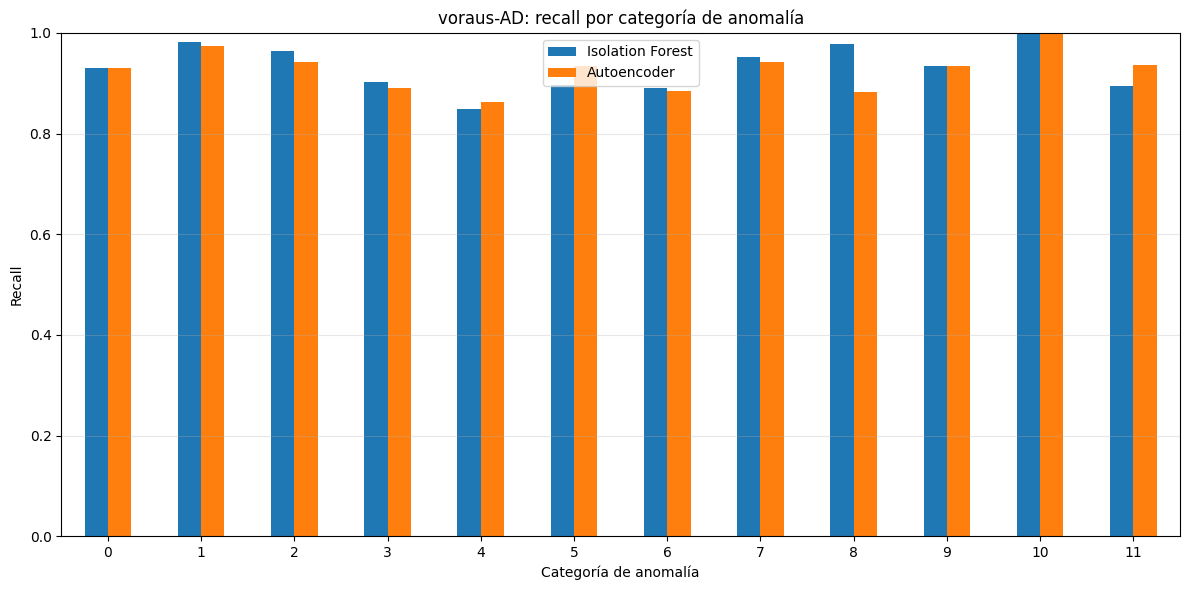 voraus-AD: recall por categoría de anomalía
Isolation Forest
Autoencoder
Recall
1.0
0.8
0.6
0.4
0.2
0.0
0 1 2 3 4 5 6 7 8 9 10 11
Categoría de anomalía